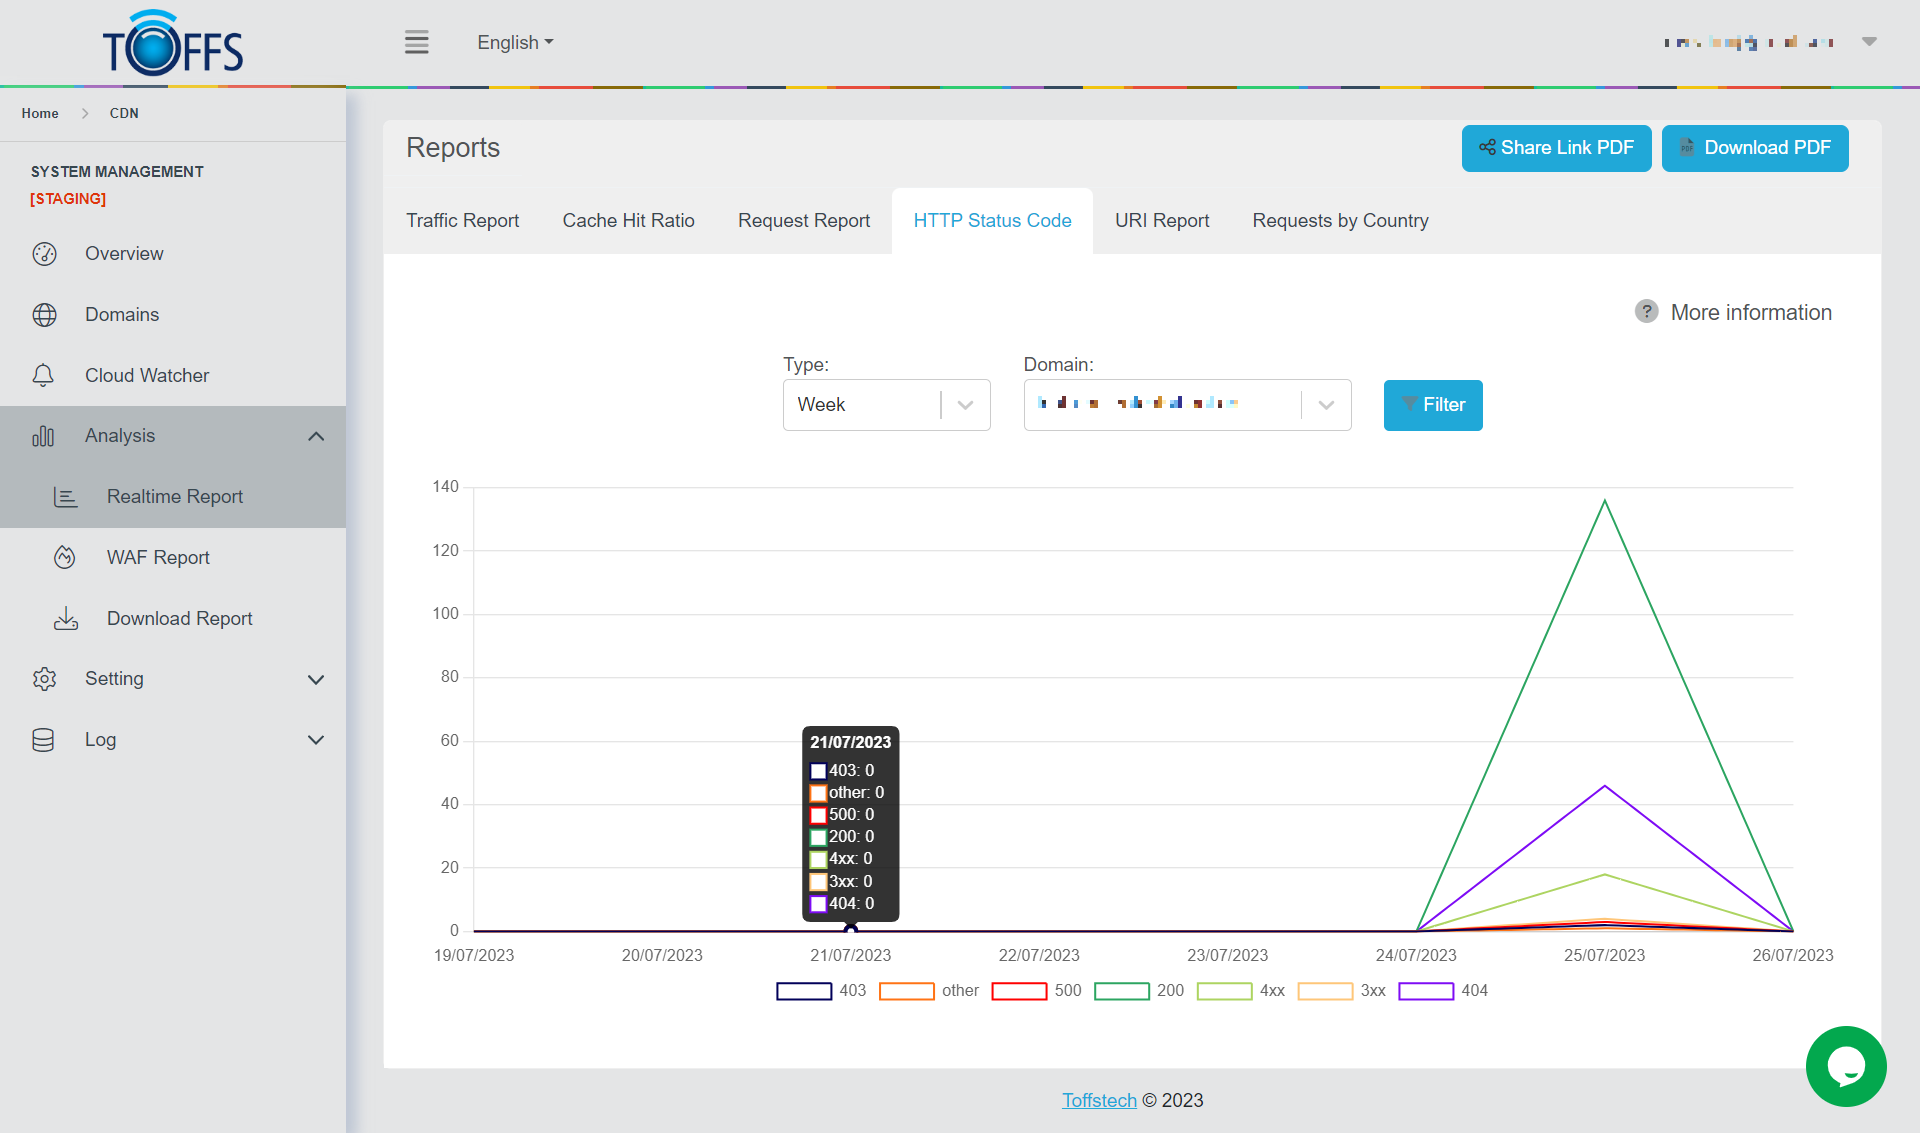 TOFFS
English
Home > CDN
SYSTEM MANAGEMENT
[STAGING]
Overview
Domains
Cloud Watcher
Analysis
Realtime Report
WAF Report
Download Report
Setting
Log
Reports
Share Link PDF
PDF
Download PDF
Traffic Report
Cache Hit Ratio
Request Report
HTTP Status Code
URI Report
Requests by Country
? More information
Type:
Week
Domain:
Filter
140
120
100
80
60
40
20
0
21/07/2023
403: 0
other: 0
500: 0
200: 0
4xx: 0
3xx: 0
404: 0
19/07/2023 20/07/2023 21/07/2023 22/07/2023 23/07/2023 24/07/2023 25/07/2023 26/07/2023
403 other 500 200 4xx 3xx 404
Toffstech © 2023